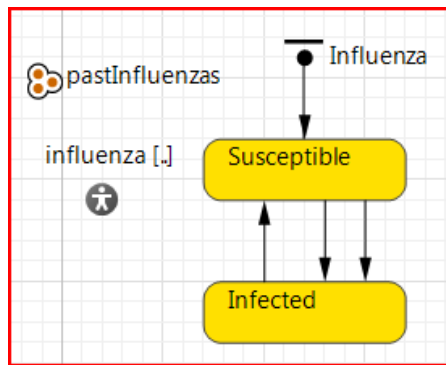 Influenza
pastInfluenzas
influenza [..]
Susceptible
Infected